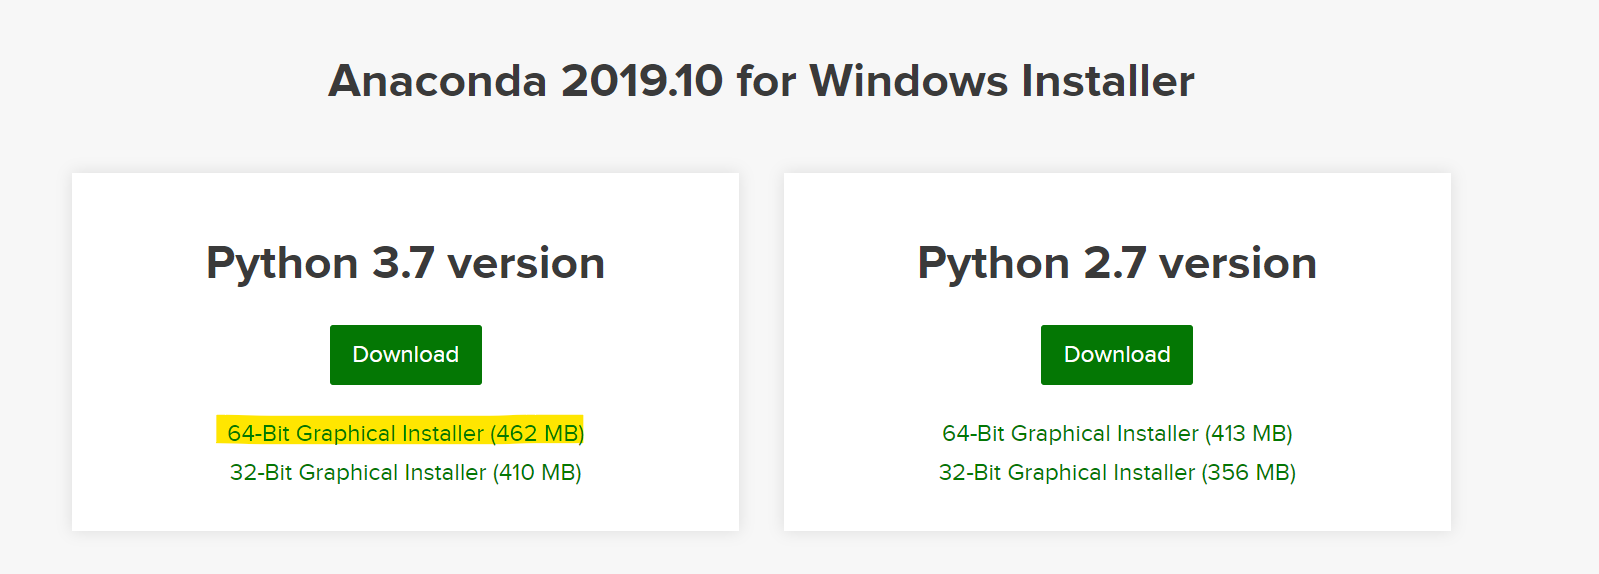 Anaconda 2019.10 for Windows Installer
Python 3.7 version
Download
64-Bit Graphical Installer (462 MB)
32-Bit Graphical Installer (410 MB)
Python 2.7 version
Download
64-Bit Graphical Installer (413 MB)
32-Bit Graphical Installer (356 MB)